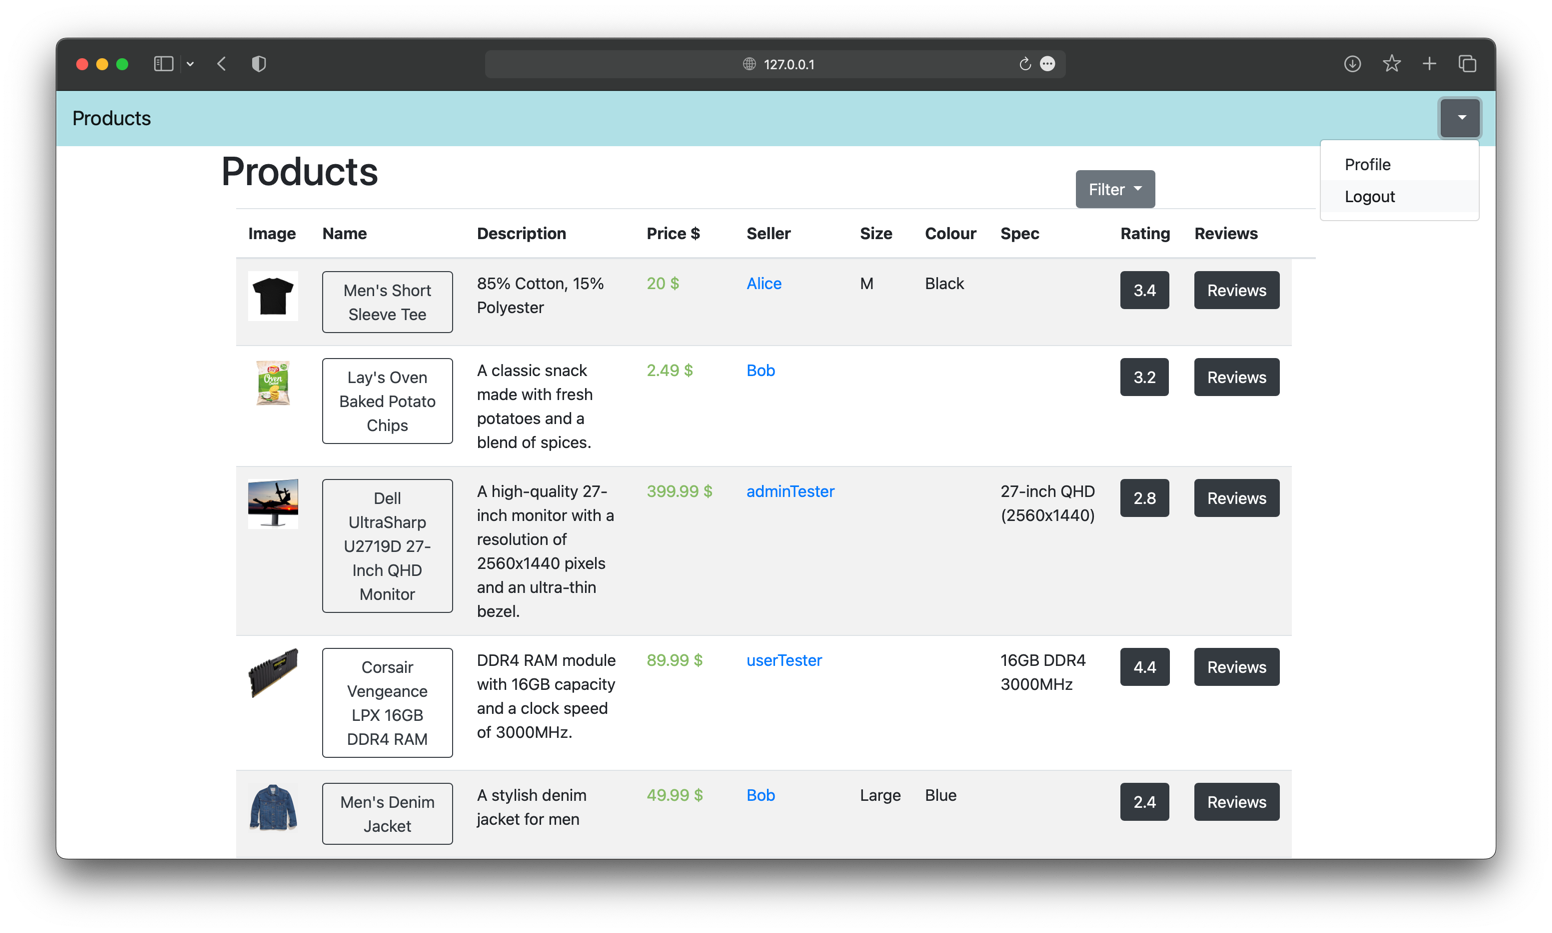 127.0.0.1
Products
Profile
Logout
Products
Filter
Image Name Description Price $ Seller Size Colour Spec Rating Reviews
Men's Short
Sleeve Tee
85% Cotton, 15%
Polyester
20 $
Alice
M
Black
3.4
Reviews
Lay's Oven
Baked Potato
Chips
A classic snack
made with fresh
potatoes and a
blend of spices.
2.49 $
Bob
3.2
Reviews
Dell
UltraSharp
U2719D 27-
Inch QHD
Monitor
A high-quality 27-
inch monitor with a
resolution of
2560x1440 pixels
and an ultra-thin
bezel.
399.99 $
adminTester
27-inch QHD
(2560x1440)
2.8
Reviews
Corsair
Vengeance
LPX 16GB
DDR4 RAM
DDR4 RAM module
with 16GB capacity
and a clock speed
of 3000MHz.
89.99 $
userTester
16GB DDR4
3000MHz
4.4
Reviews
Men's Denim
Jacket
A stylish denim
jacket for men
49.99 $
Bob
Large
Blue
2.4
Reviews